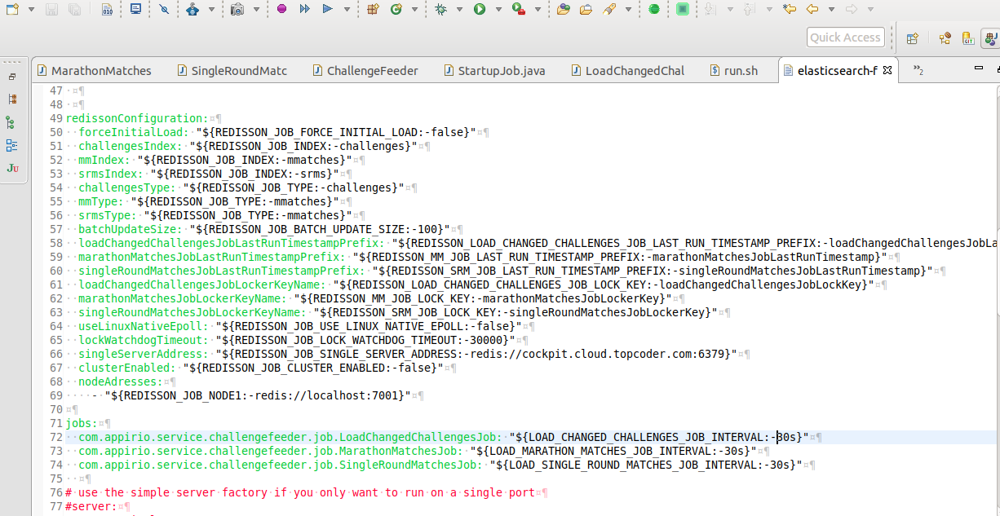 Quick Access
MarathonMatches
SingleRoundMatc
ChallengeFeeder
StartupJob.java
LoadChangedChal
run.sh
elasticsearch-f
»2
47
48
49 redissonConfiguration:
50 forceInitialLoad: "${REDISSON_JOB_FORCE_INITIAL_LOAD:-false}"
51 challengesIndex: "${REDISSON_JOB_INDEX:-challenges}"
52 mmIndex: "${REDISSON_JOB_INDEX:-mmatches}"
53 srmsIndex: "${REDISSON_JOB_INDEX:-srms}"
54 challengesType: "${REDISSON_JOB_TYPE:-challenges}"
55 mmType: "${REDISSON_JOB_TYPE:-mmatches}"
56 srmsType: "${REDISSON_JOB_TYPE:-mmatches}"
57 batchUpdateSize: "${REDISSON_JOB_BATCH_UPDATE_SIZE:-100}"
58 loadChangedChallengesJobLastRunTimestampPrefix: "${REDISSON_LOAD_CHANGED_CHALLENGES_JOB_LAST_RUN_TIMESTAMP_PREFIX:-loadChangedChallengesJobLa
59 marathonMatchesJobLastRunTimestampPrefix: "${REDISSON_MM_JOB_LAST_RUN_TIMESTAMP_PREFIX:-marathonMatchesJobLastRunTimestamp}"
60 singleRoundMatchesJobLastRunTimestampPrefix: "${REDISSON_SRM_JOB_LAST_RUN_TIMESTAMP_PREFIX:-singleRoundMatchesJobLastRunTimestamp}"
61 loadChangedChallengesJobLockerKeyName: "${REDISSON_LOAD_CHANGED_CHALLENGES_JOB_LOCK_KEY:-loadChangedChallengesJobLockKey}"
62 marathonMatchesJobLockerKeyName: "${REDISSON_MM_JOB_LOCK_KEY:-marathonMatchesJobLockerKey}"
63 singleRoundMatchesJobLockerKeyName: "${REDISSON_SRM_JOB_LOCK_KEY:-singleRoundMatchesJobLockerKey}"
64 useLinuxNativeEpoll: "${REDISSON_JOB_USE_LINUX_NATIVE_EPOLL:-false}"
65 lockWatchdogTimeout: "${REDISSON_JOB_LOCK_WATCHDOG_TIMEOUT:-30000}"
66 singleServerAddress: "${REDISSON_JOB_SINGLE_SERVER_ADDRESS:-redis://cockpit.cloud.topcoder.com:6379}"
67 clusterEnabled: "${REDISSON_JOB_CLUSTER_ENABLED:-false}"
68 nodeAdresses:
69 - "${REDISSON_JOB_NODE1:-redis://localhost:7001}"
70
71 jobs:
72 com.appirio.service.challengefeeder.job.LoadChangedChallengesJob: "${LOAD_CHANGED_CHALLENGES_JOB_INTERVAL:-30s}"
73 com.appirio.service.challengefeeder.job.MarathonMatchesJob: "${LOAD_MARATHON_MATCHES_JOB_INTERVAL:-30s}"
74 com.appirio.service.challengefeeder.job.SingleRoundMatchesJob: "${LOAD_SINGLE_ROUND_MATCHES_JOB_INTERVAL:-30s}"
75
76 # use the simple server factory if you only want to run on a single port
77 #server: